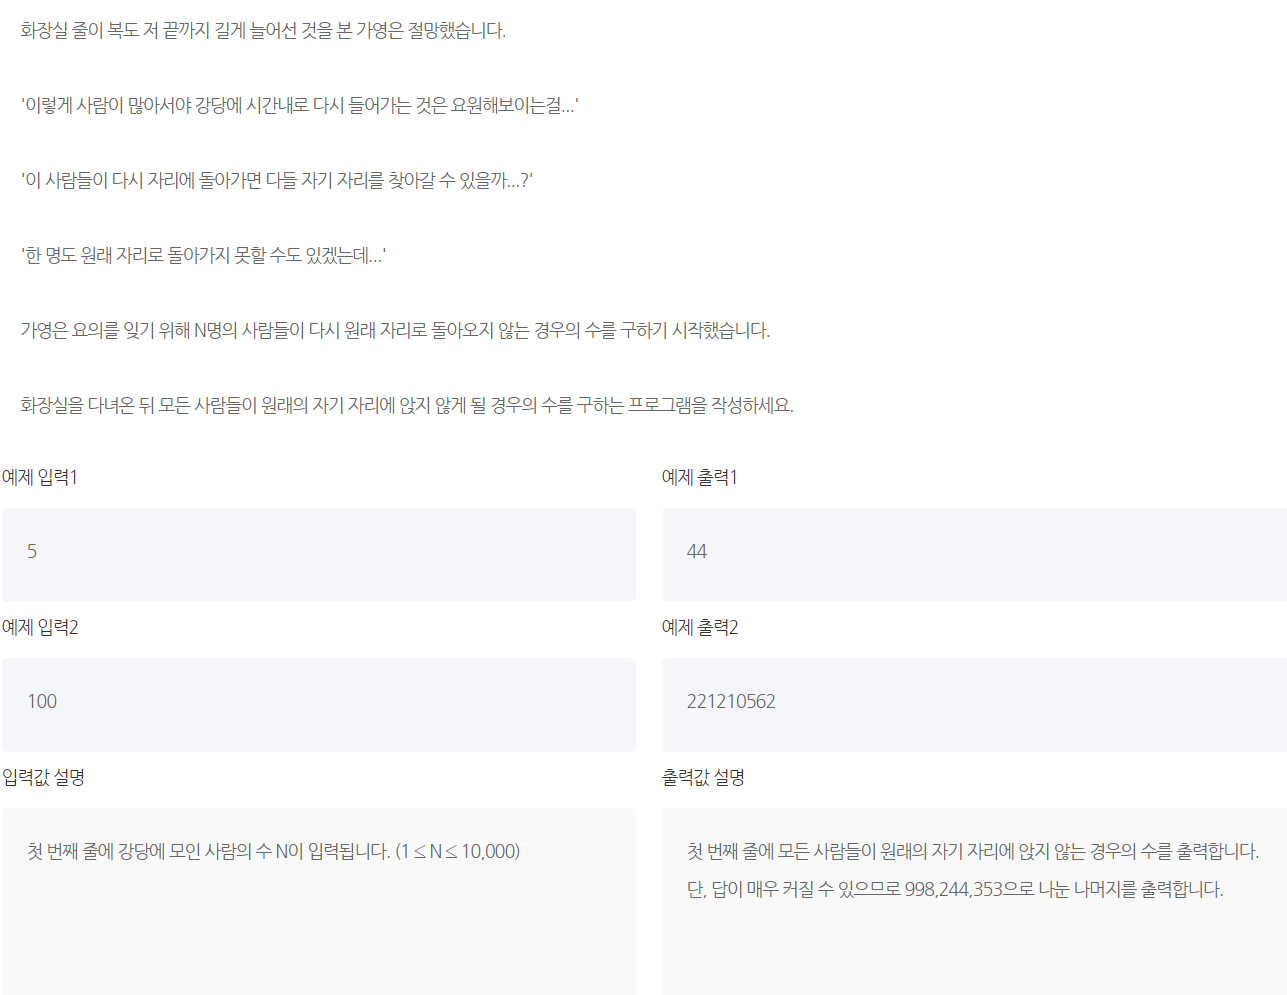 화장실 줄이 복도 저 끝까지 길게 늘어선 것을 본 가영은 절망했습니다.
'이렇게 사람이 많아서야 강당에 시간내로 다시 들어가는 것은 요원해보이는걸...'
'이 사람들이 다시 자리에 돌아가면 다들 자기 자리를 찾아갈 수 있을까...?'
'한 명도 원래 자리로 돌아가지 못할 수도 있겠는데...'
가영은 요의를 잊기 위해 N명의 사람들이 다시 원래 자리로 돌아오지 않는 경우의 수를 구하기 시작했습니다.
화장실을 다녀온 뒤 모든 사람들이 원래의 자기 자리에 앉지 않게 될 경우의 수를 구하는 프로그램을 작성하세요.
예제 입력1
예제 출력1
5
44
예제 입력2
예제 출력2
100
221210562
입력값 설명
출력값 설명
첫 번째 줄에 강당에 모인 사람의 수 N이 입력됩니다. (1 ≤ N ≤ 10,000)
첫 번째 줄에 모든 사람들이 원래의 자기 자리에 앉지 않는 경우의 수를 출력합니다.
단, 답이 매우 커질 수 있으므로 998,244,353으로 나눈 나머지를 출력합니다.